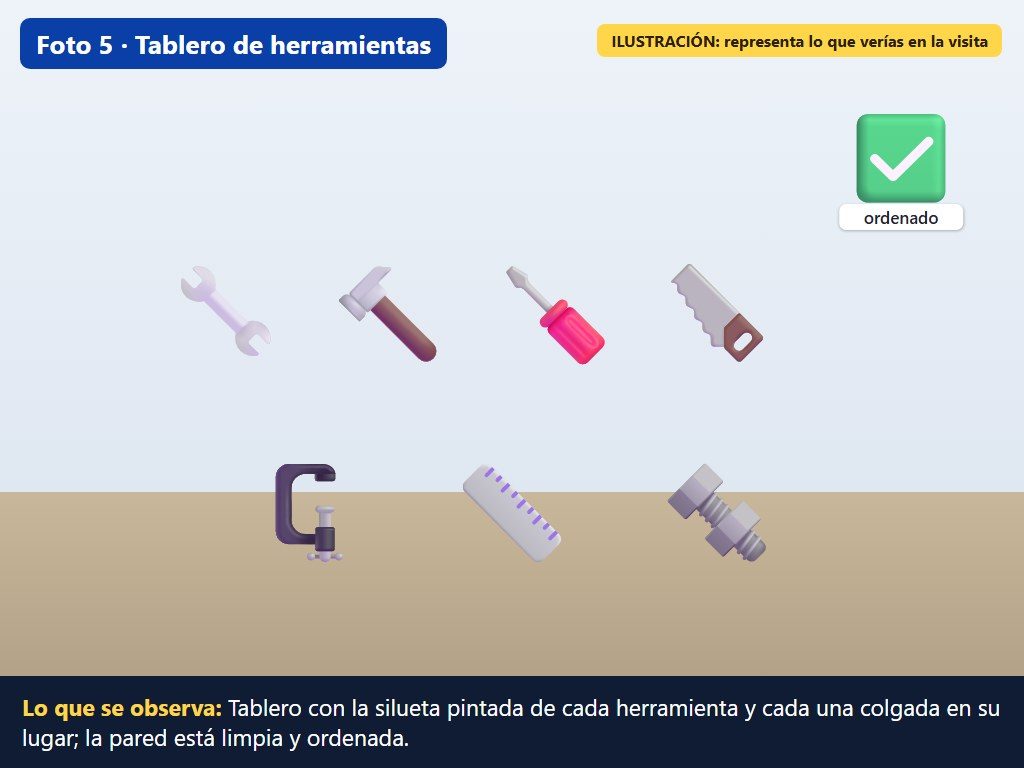 Foto 5 · Tablero de herramientas
ILUSTRACIÓN: representa lo que verías en la visita
ordenado
Lo que se observa: Tablero con la silueta pintada de cada herramienta y cada una colgada en su
lugar; la pared está limpia y ordenada.